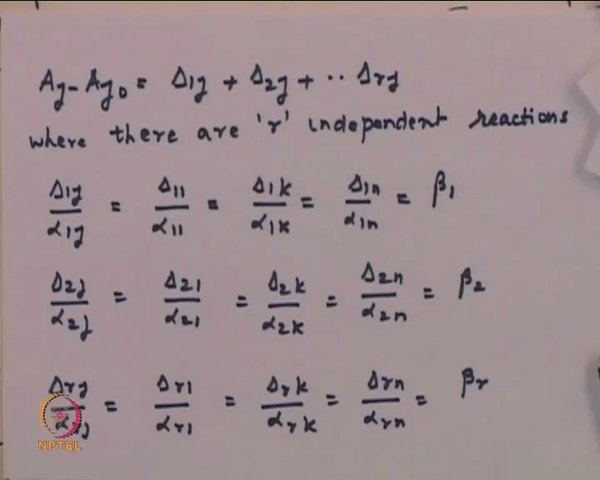 Aj - Aj0 = Δ1j + Δ2j + ·· Δrj
where there are 'r' independent reactions
Δ1j/α1j = Δ11/α11 = Δ1k/α1k = Δ1n/α1n = β1
Δ2j/α2j = Δ21/α21 = Δ2k/α2k = Δ2n/α2n = β2
Δrj/αrj = Δr1/αr1 = Δrk/αrk = Δrn/αrn = βr
NPTEL